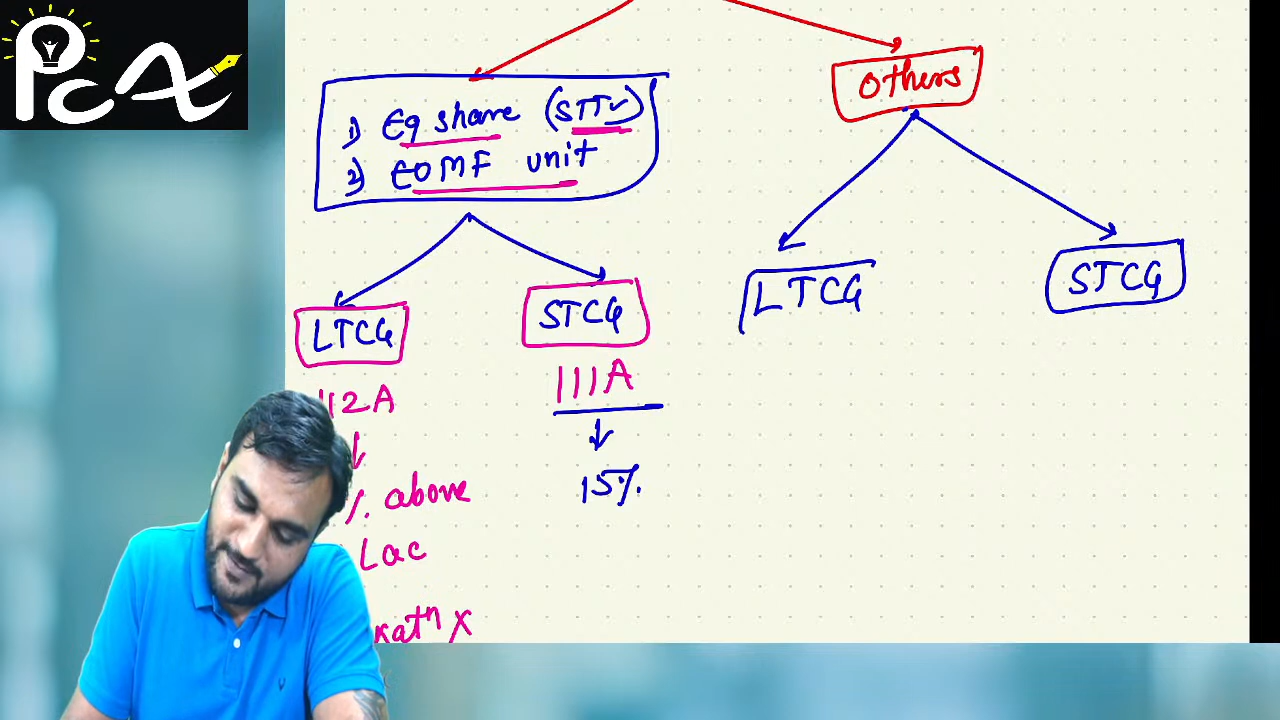 PCA
1) Eq share (STT✓)
2) EOMF unit
Others
LTCG
STCG
LTCG
STCG
112A
111A
% above
15%
Lac
X